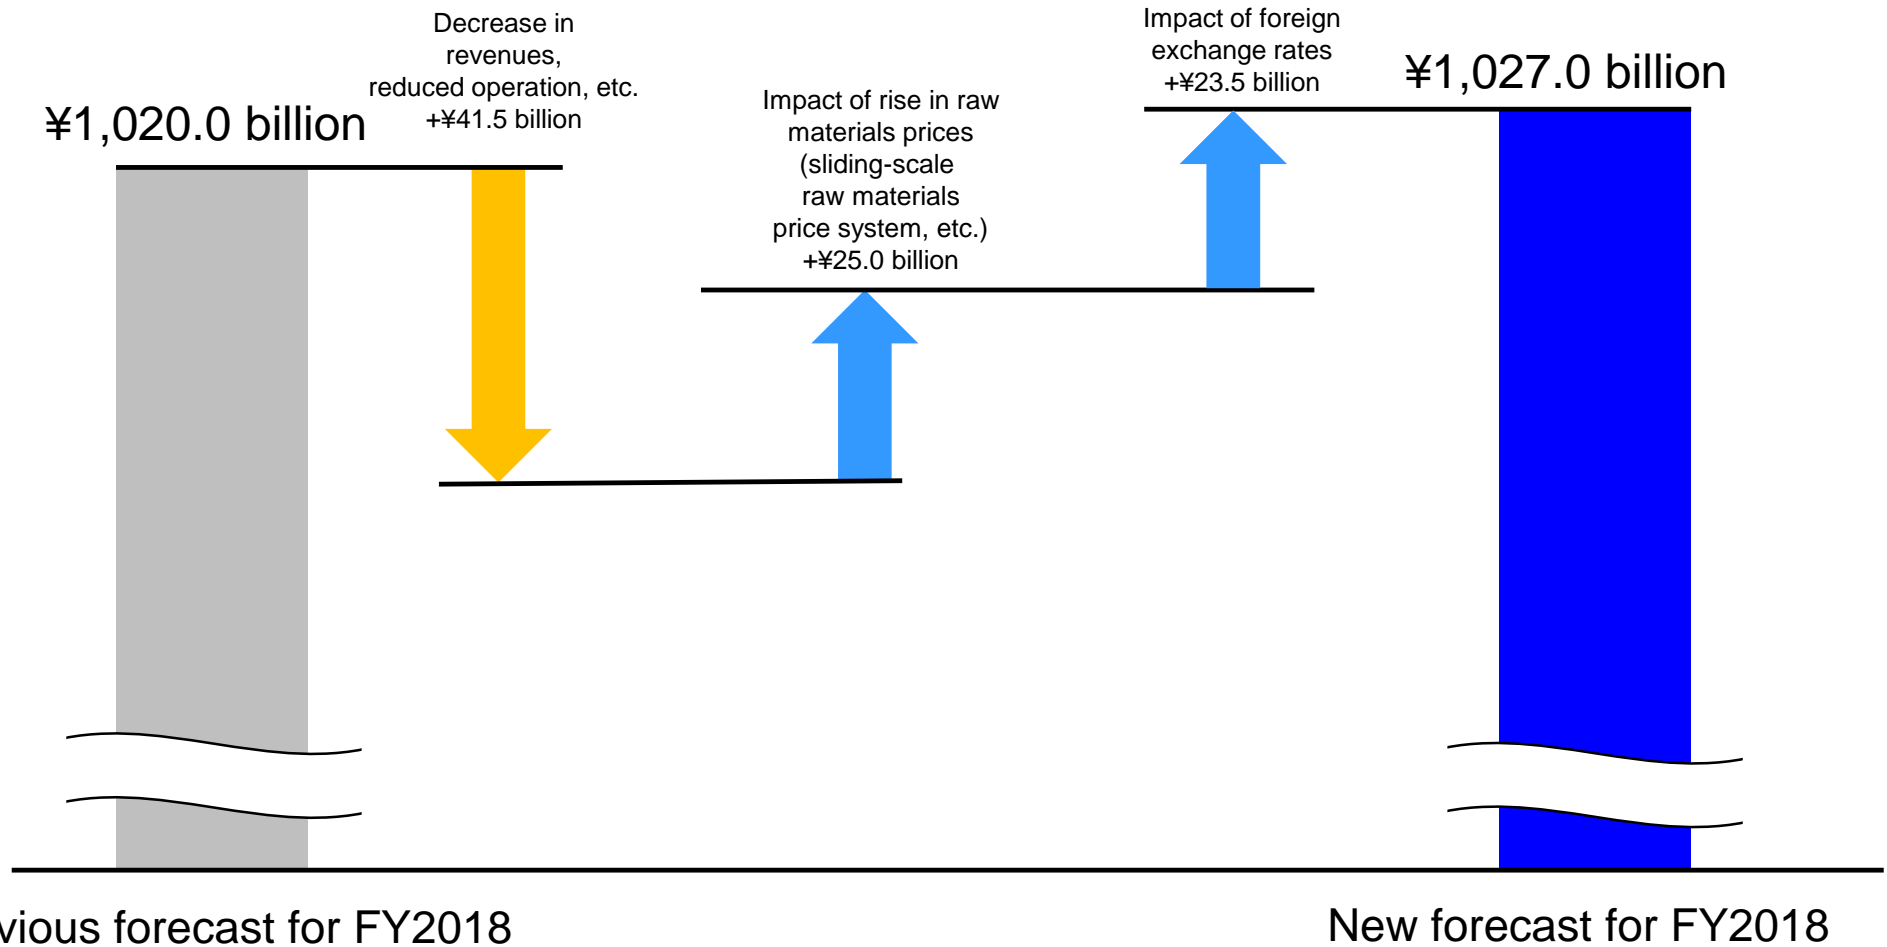 Decrease in
revenues,
reduced operation, etc.
+¥41.5 billion
Impact of foreign
exchange rates
+¥23.5 billion
¥1,020.0 billion
Impact of rise in raw
materials prices
(sliding-scale
raw materials
price system, etc.)
+¥25.0 billion
¥1,027.0 billion
vious forecast for FY2018
New forecast for FY2018